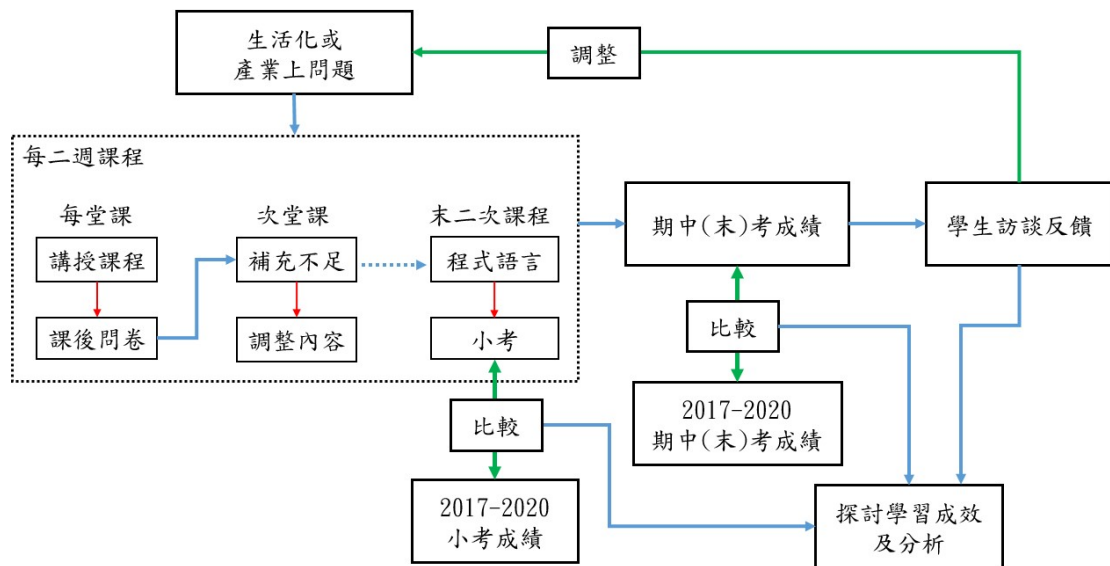 生活化或
產業上問題
調整
每二週課程
每堂課
次堂課
末二次課程
講授課程
補充不足
程式語言
課後問卷
調整內容
小考
期中(末)考成績
學生訪談反饋
比較
2017-2020
期中(末)考成績
比較
2017-2020
小考成績
探討學習成效
及分析